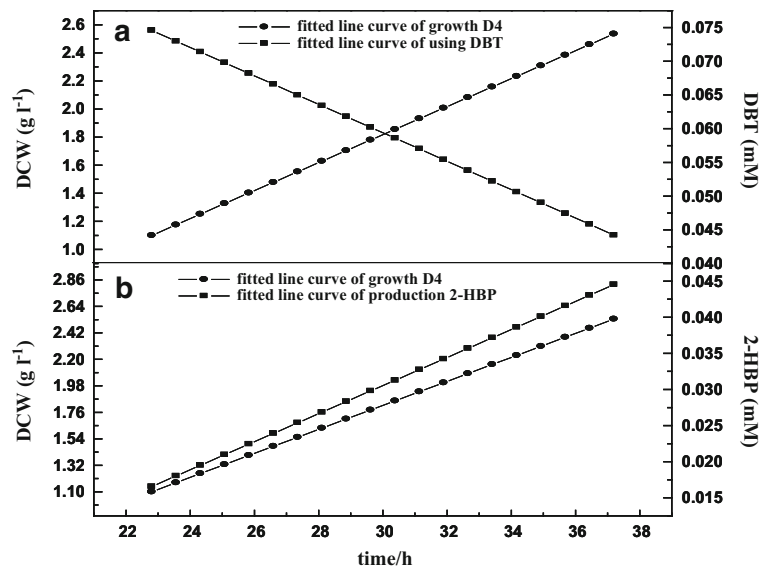 a
fitted line curve of growth D4
fitted line curve of using DBT
DCW (g l⁻¹)
2.6
2.4
2.2
2.0
1.8
1.6
1.4
1.2
1.0
DBT (mM)
0.075
0.070
0.065
0.060
0.055
0.050
0.045
0.040
b
fitted line curve of growth D4
fitted line curve of production 2-HBP
DCW (g l⁻¹)
2.86
2.64
2.42
2.20
1.98
1.76
1.54
1.32
1.10
2-HBP (mM)
0.045
0.040
0.035
0.030
0.025
0.020
0.015
22 24 26 28 30 32 34 36 38
time/h